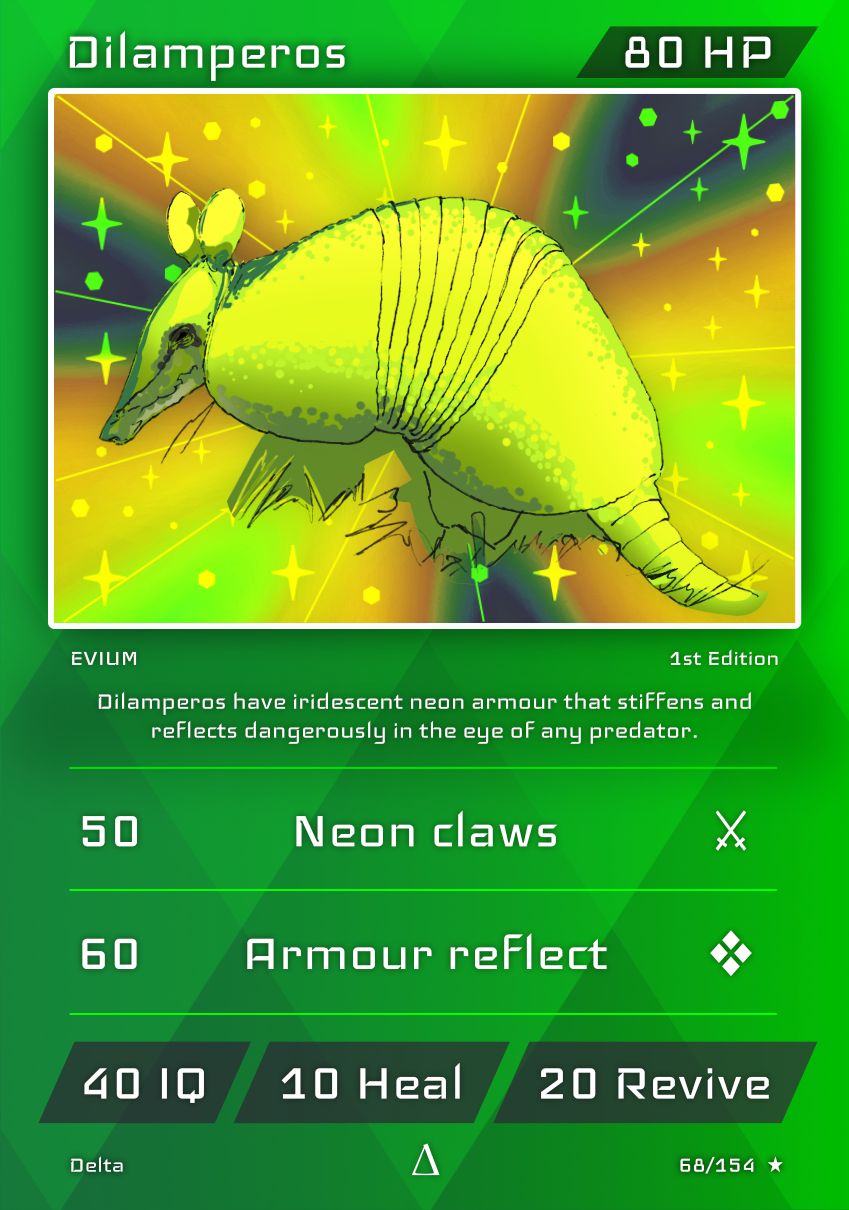 Dilamperos
80 HP
EVIUM
1st Edition
Dilamperos have iridescent neon armour that stiffens and
reflects dangerously in the eye of any predator.
50 Neon claws
60 Armour reflect
40 IQ
10 Heal
20 Revive
Delta
Δ
68/154 ★